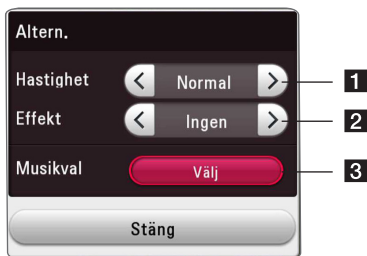 Altern.
Hastighet < Normal > 1
Effekt < Ingen > 2
Musikval Välj 3
Stäng